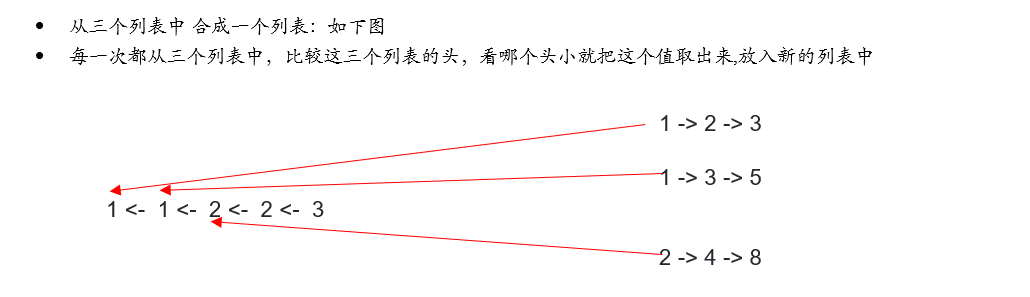 • 从三个列表中 合成一个列表：如下图
• 每一次都从三个列表中，比较这三个列表的头，看哪个头小就把这个值取出来,放入新的列表中
1 -> 2 -> 3
1 -> 3 -> 5
1 <- 1 <- 2 <- 2 <- 3
2 -> 4 -> 8